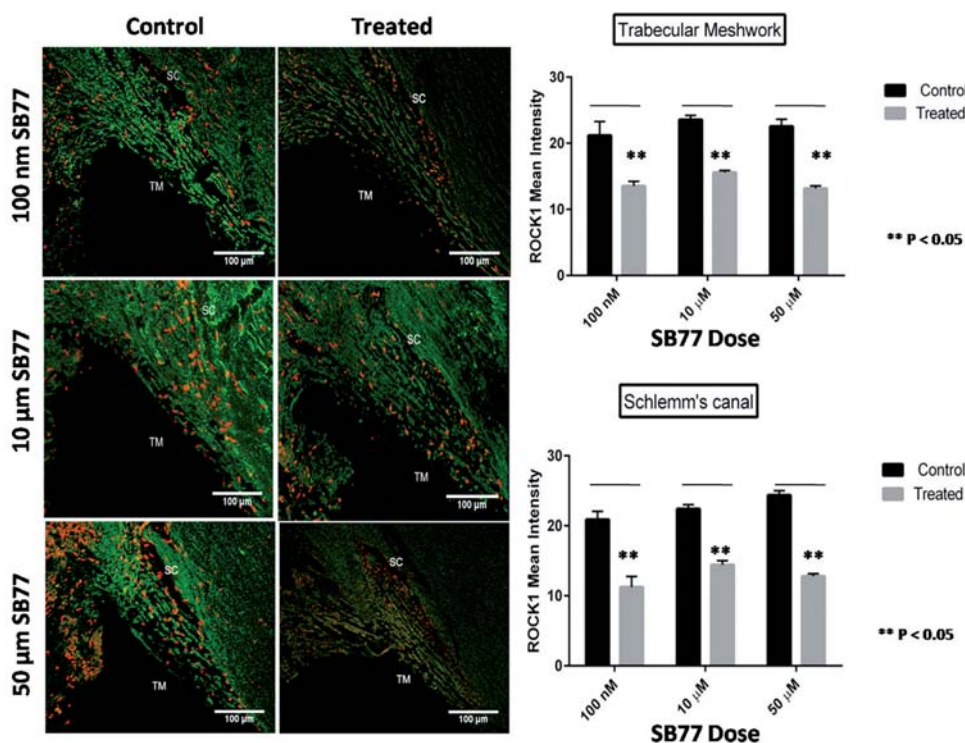 Control
Treated
100 nm SB77
SC
TM
100 µm
SC
TM
100 µm
10 µm SB77
SC
TM
100 µm
SC
TM
100 µm
50 µm SB77
SC
TM
100 µm
SC
TM
100 µm
Trabecular Meshwork
ROCK1 Mean Intensity
30
20
10
0
** ** **
100 nM 10 µM 50 µM
SB77 Dose
Control
Treated
** P < 0.05
Schlemm's canal
ROCK1 Mean Intensity
30
20
10
0
** ** **
100 nM 10 µM 50 µM
SB77 Dose
Control
Treated
** P < 0.05